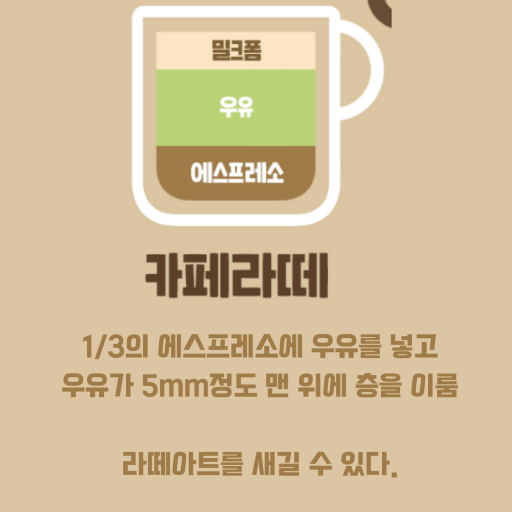 밀크폼
우유
에스프레소
카페라떼
1/3의 에스프레소에 우유를 넣고
우유가 5mm정도 맨 위에 층을 이룸
라떼아트를 새길 수 있다.